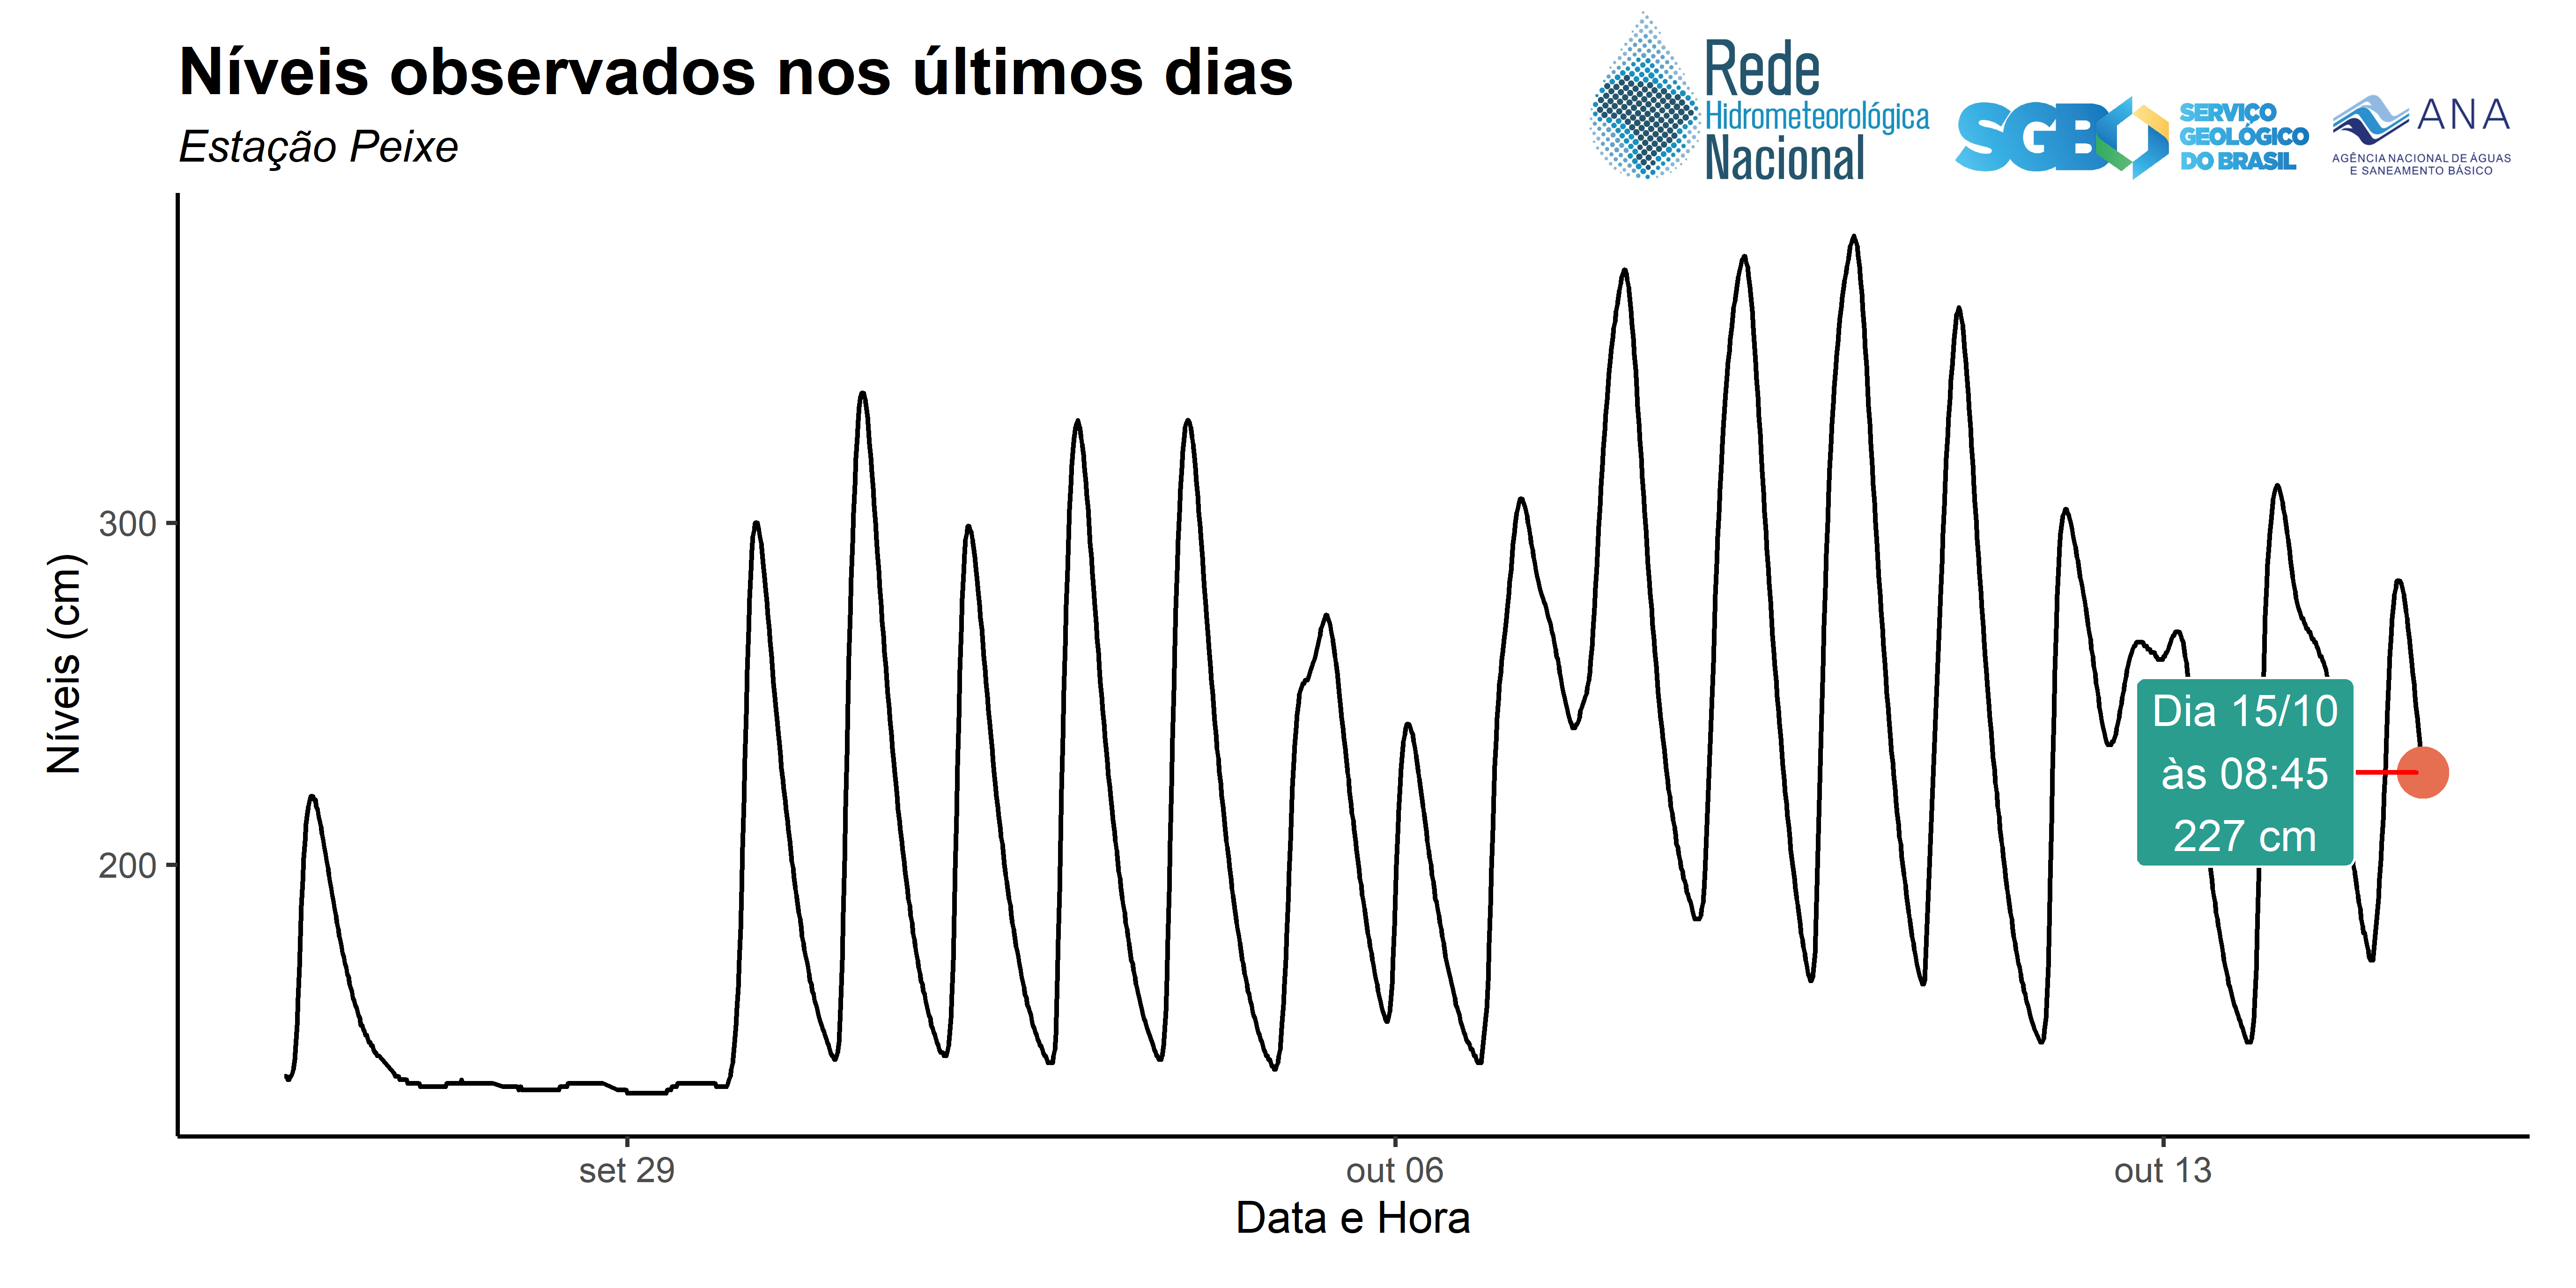 Níveis observados nos últimos dias
Estação Peixe
Rede
Hidrometeorológica
Nacional
SGB
SERVIÇO
GEOLÓGICO
DO BRASIL
ANA
AGÊNCIA NACIONAL DE ÁGUAS
E SANEAMENTO BÁSICO
Níveis (cm)
300
200
Dia 15/10
às 08:45
227 cm
set 29
out 06
out 13
Data e Hora